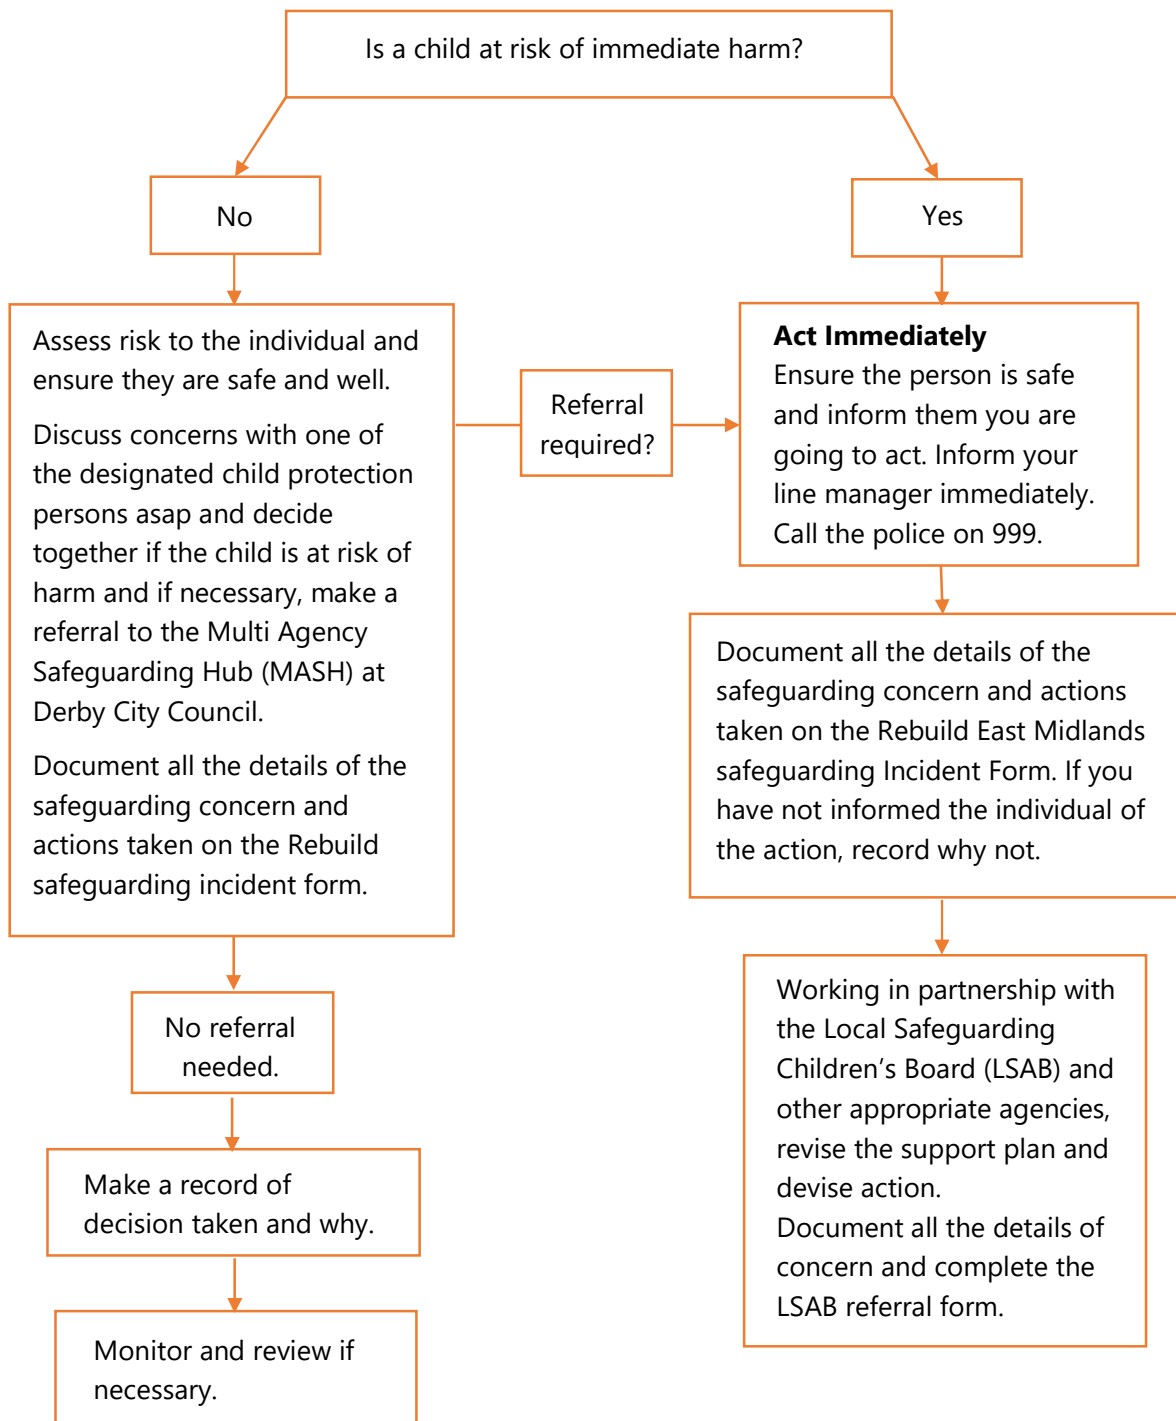 Is a child at risk of immediate harm?
No
Yes
Assess risk to the individual and
ensure they are safe and well.
Discuss concerns with one of
the designated child protection
persons asap and decide
together if the child is at risk of
harm and if necessary, make a
referral to the Multi Agency
Safeguarding Hub (MASH) at
Derby City Council.
Document all the details of the
safeguarding concern and
actions taken on the Rebuild
safeguarding incident form.
Referral
required?
Act Immediately
Ensure the person is safe
and inform them you are
going to act. Inform your
line manager immediately.
Call the police on 999.
Document all the details of the
safeguarding concern and actions
taken on the Rebuild East Midlands
safeguarding Incident Form. If you
have not informed the individual of
the action, record why not.
No referral
needed.
Make a record of
decision taken and why.
Monitor and review if
necessary.
Working in partnership with
the Local Safeguarding
Children’s Board (LSAB) and
other appropriate agencies,
revise the support plan and
devise action.
Document all the details of
concern and complete the
LSAB referral form.